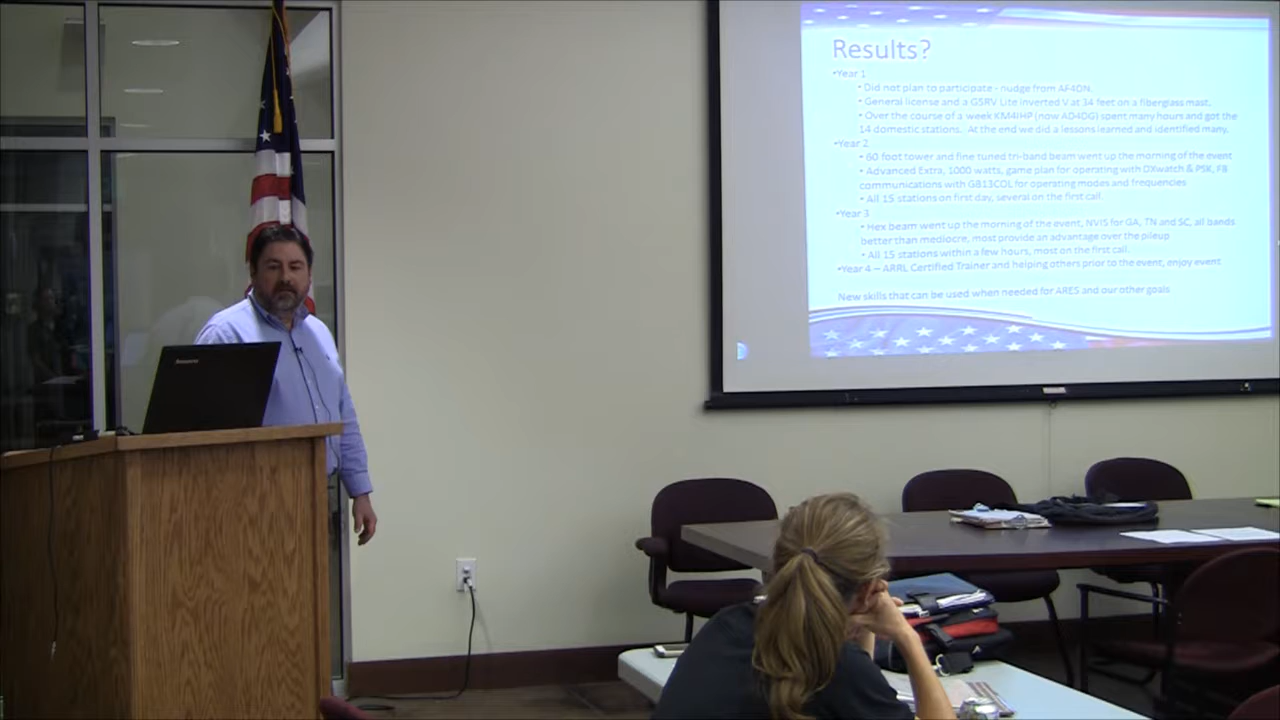 Results?
•Year 1
• Did not plan to participate - nudge from AF4ON.
• General license and a G5RV Lite inverted V at 34 feet on a fiberglass mast.
• Over the course of a week KM4IHP (now AD4DG) spent many hours and got the
14 domestic stations. At the end we did a lessons learned and identified many.
•Year 2
• 60 foot tower and fine tuned tri-band beam went up the morning of the event
• Advanced Extra, 1000 watts, game plan for operating with DXwatch & PSK, FB
communications with GB13COL for operating modes and frequencies
• All 15 stations on first day, several on the first call.
•Year 3
• Hex beam went up the morning of the event, NVIS for GA, TN and SC, all bands
better than mediocre, most provide an advantage over the pileup
• All 15 stations within a few hours, most on the first call.
•Year 4 – ARRL Certified Trainer and helping others prior to the event, enjoy event
New skills that can be used when needed for ARES and our other goals
Lenovo